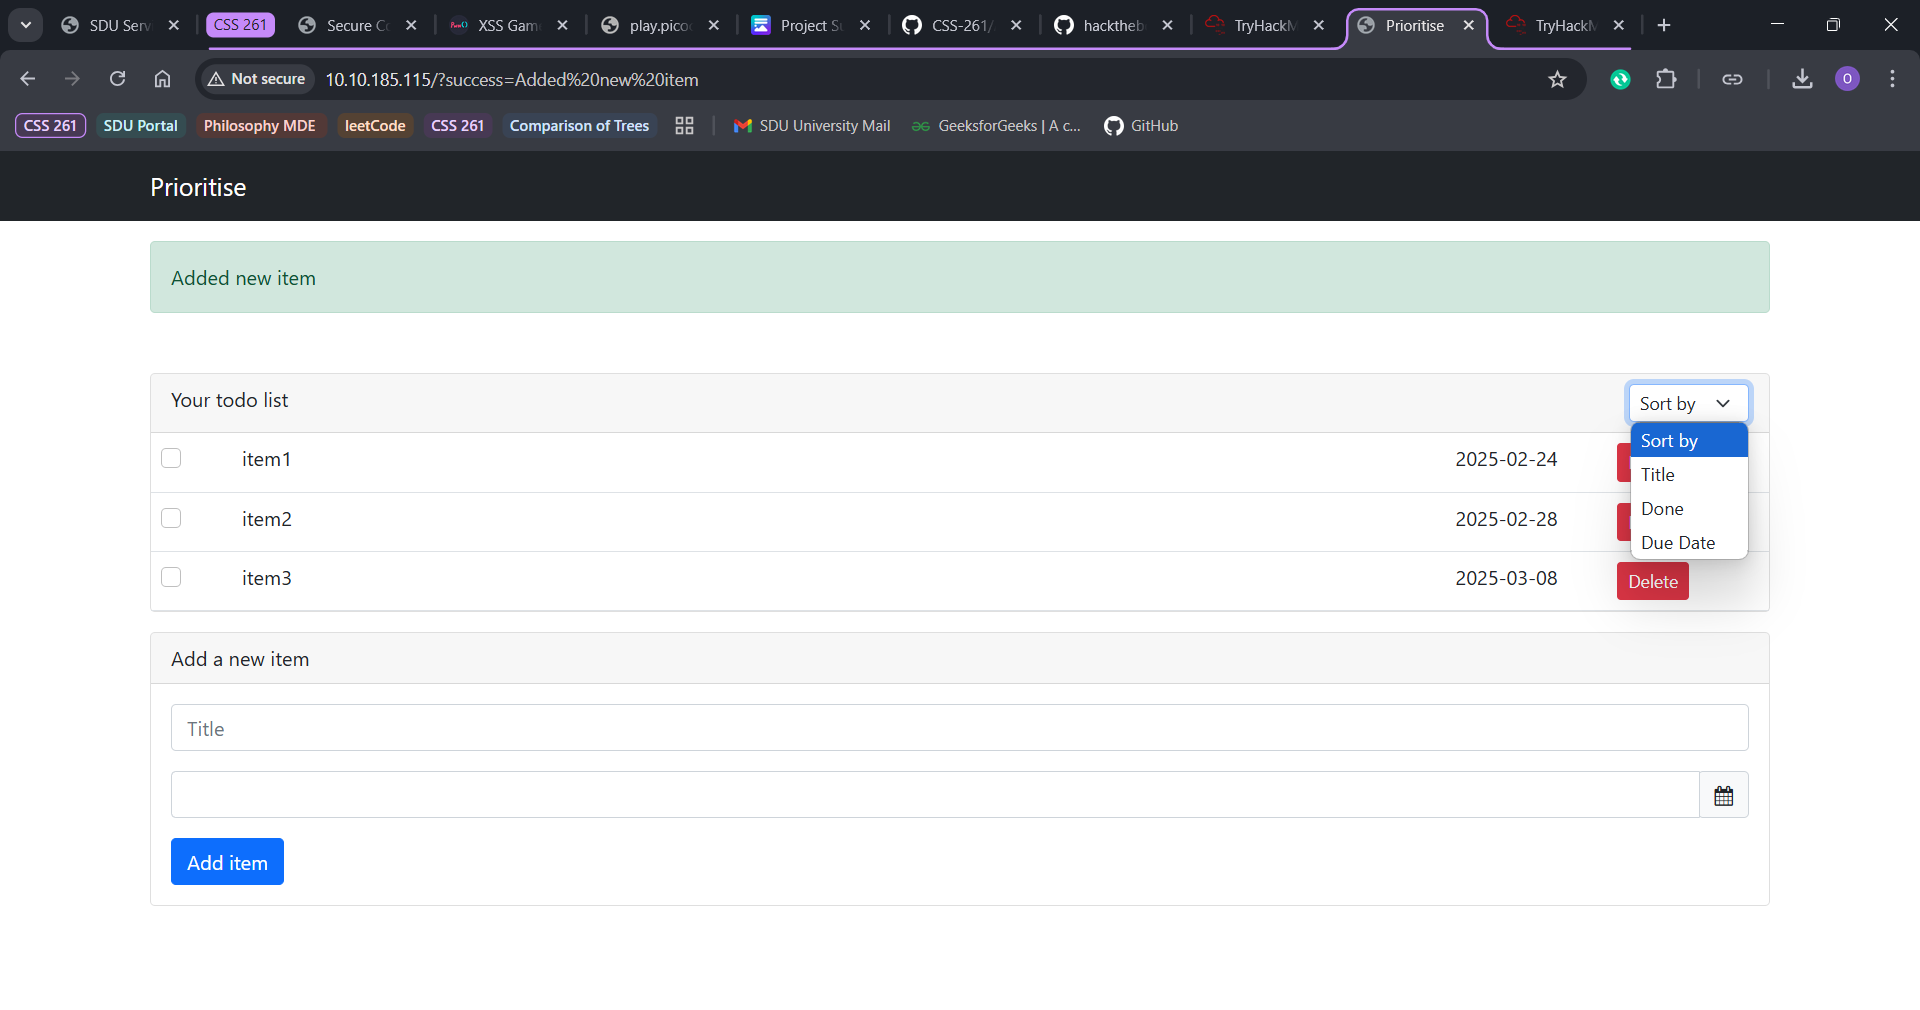 SDU Serv
CSS 261
Secure C
XSS Gam
play.pico
Project Su
CSS-261/
hacktheb
TryHackM
Prioritise
TryHackM
Not secure
10.10.185.115/?success=Added%20new%20item
O
CSS 261
SDU Portal
Philosophy MDE
leetCode
CSS 261
Comparison of Trees
SDU University Mail
GeeksforGeeks | A c...
GitHub
Prioritise
Added new item
Your todo list
Sort by
Sort by
Title
Done
Due Date
item1 2025-02-24
item2 2025-02-28
item3 2025-03-08 Delete
Add a new item
Title
Add item